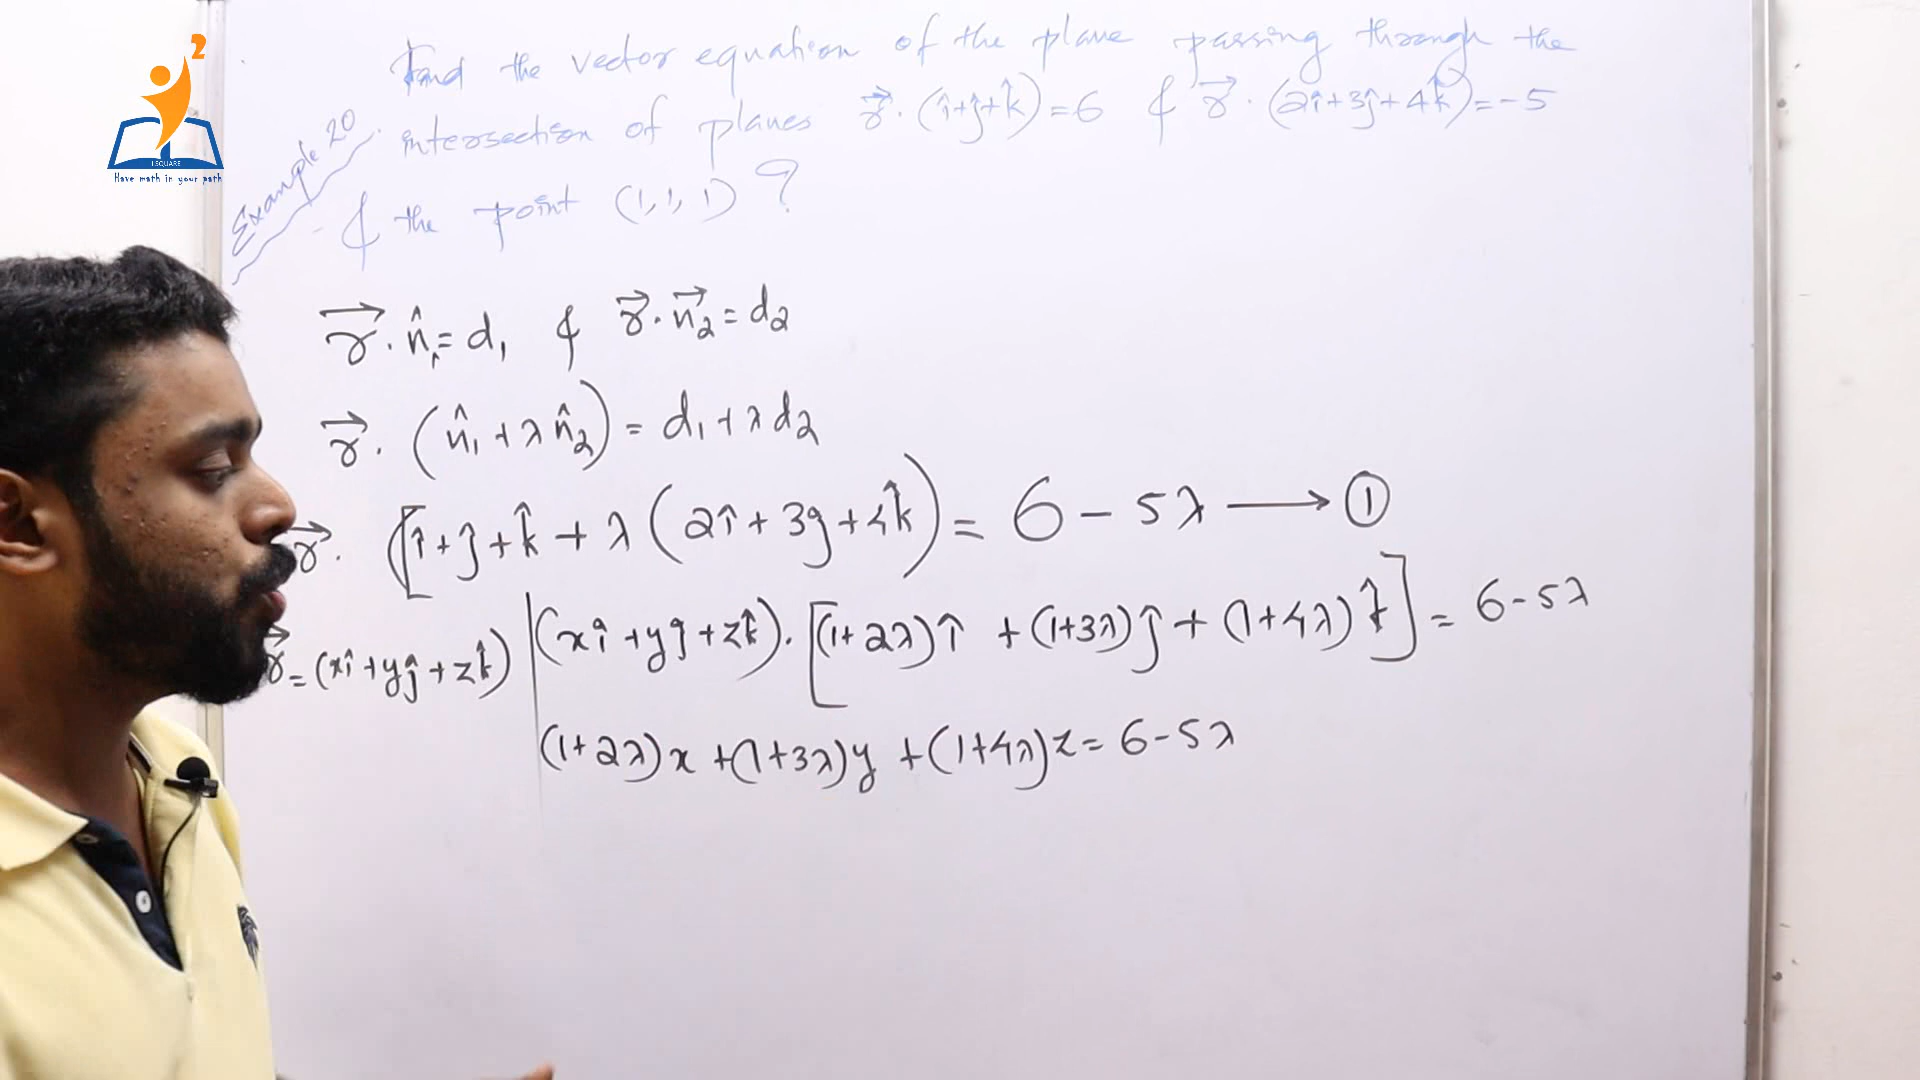 2
I SQUARE
Have math in your path
Example 20
Find the vector equation of the plane passing through the
intersection of planes r⃗.(î+ĵ+k̂)=6 & r⃗.(2î+3ĵ+4k̂)=-5
& the point (1,1,1) ?
r⃗.n̂₁=d₁ & r⃗.n⃗₂=d₂
r⃗.(n̂₁+λn̂₂)=d₁+λd₂
r⃗.[î+ĵ+k̂+λ(2î+3ĵ+4k̂)=6-5λ → ①
r⃗=(xî+yĵ+zk̂) | (xî+yĵ+zk̂).[(1+2λ)î+(1+3λ)ĵ+(1+4λ)k̂]=6-5λ
(1+2λ)x+(1+3λ)y+(1+4λ)z=6-5λ